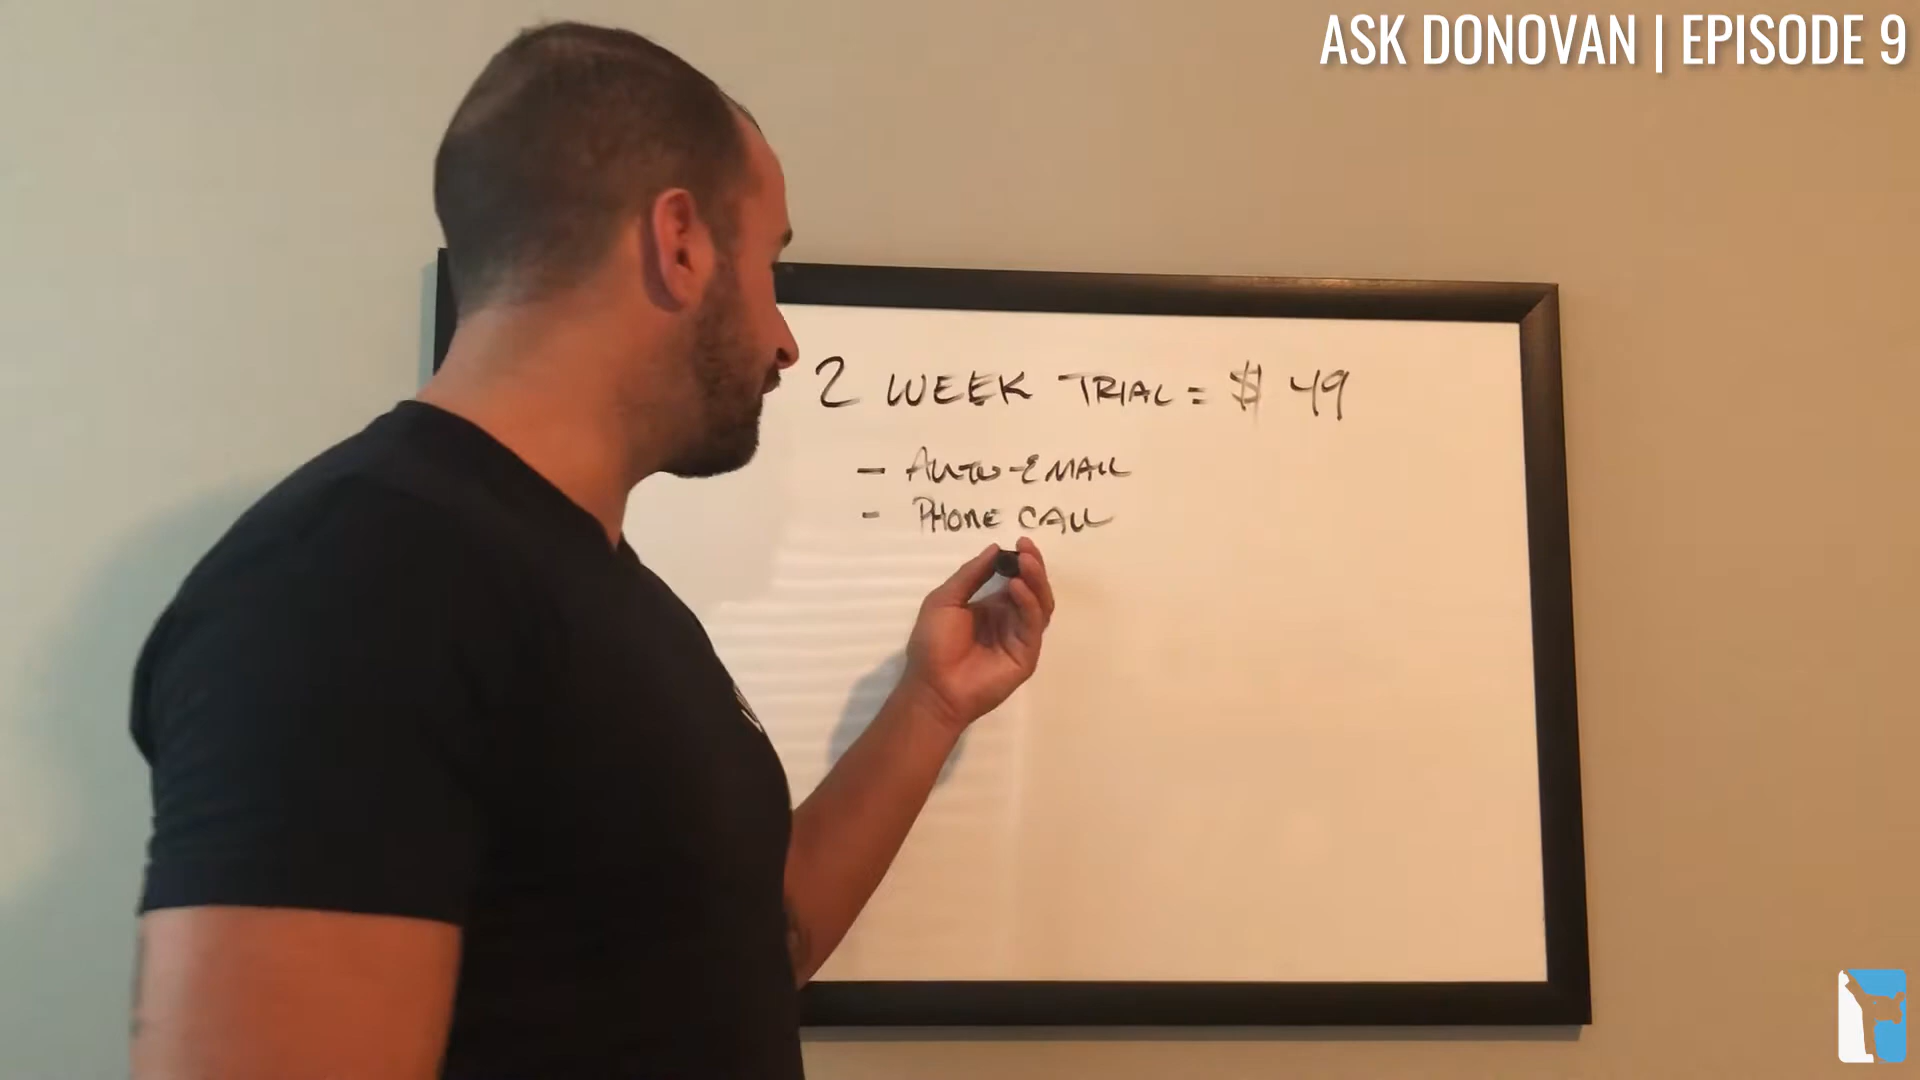 ASK DONOVAN | EPISODE 9
2 WEEK TRIAL = $ 49
- AUTO-EMAIL
- PHONE CALL